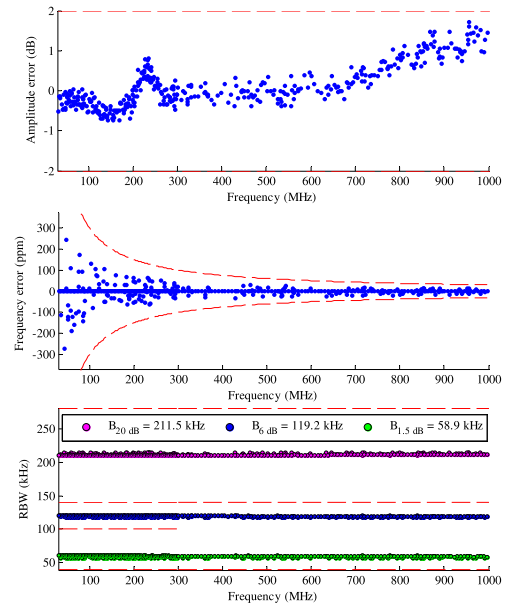 2
1
0
-1
-2
Amplitude error (dB)
100 200 300 400 500 600 700 800 900 1000
Frequency (MHz)
300
200
100
0
-100
-200
-300
Frequency error (ppm)
100 200 300 400 500 600 700 800 900 1000
Frequency (MHz)
B20 dB = 211.5 kHz B6 dB = 119.2 kHz B1.5 dB = 58.9 kHz
250
200
150
100
50
RBW (kHz)
100 200 300 400 500 600 700 800 900 1000
Frequency (MHz)